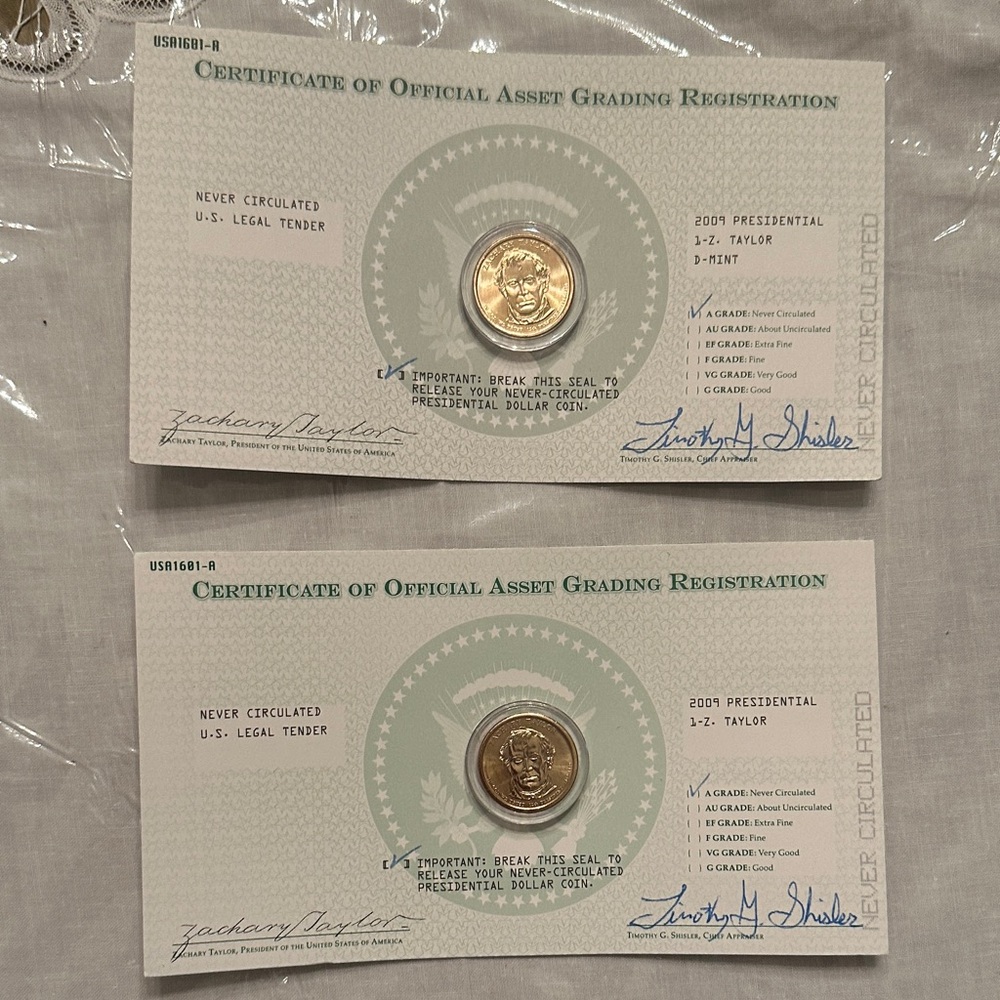 USA1601-A
CERTIFICATE OF OFFICIAL ASSET GRADING REGISTRATION
NEVER CIRCULATED
U.S. LEGAL TENDER
ZACHARY TAYLOR
2009 PRESIDENTIAL
1-Z. TAYLOR
D-MINT
[✓] A GRADE: Never Circulated
[ ] AU GRADE: About Uncirculated
[ ] EF GRADE: Extra Fine
[ ] F GRADE: Fine
[ ] VG GRADE: Very Good
[ ] G GRADE: Good
NEVER CIRCULATED
[✓] IMPORTANT: BREAK THIS SEAL TO
RELEASE YOUR NEVER-CIRCULATED
PRESIDENTIAL DOLLAR COIN.
Zachary Taylor
ZACHARY TAYLOR, PRESIDENT OF THE UNITED STATES OF AMERICA
Timothy G. Shisler
TIMOTHY G. SHISLER, CHIEF APPRAISER
USA1601-A
CERTIFICATE OF OFFICIAL ASSET GRADING REGISTRATION
NEVER CIRCULATED
U.S. LEGAL TENDER
2009 PRESIDENTIAL
1-Z. TAYLOR
[✓] A GRADE: Never Circulated
[ ] AU GRADE: About Uncirculated
[ ] EF GRADE: Extra Fine
[ ] F GRADE: Fine
[ ] VG GRADE: Very Good
[ ] G GRADE: Good
NEVER CIRCULATED
[✓] IMPORTANT: BREAK THIS SEAL TO
RELEASE YOUR NEVER-CIRCULATED
PRESIDENTIAL DOLLAR COIN.
Zachary Taylor
ZACHARY TAYLOR, PRESIDENT OF THE UNITED STATES OF AMERICA
Timothy G. Shisler
TIMOTHY G. SHISLER, CHIEF APPRAISER